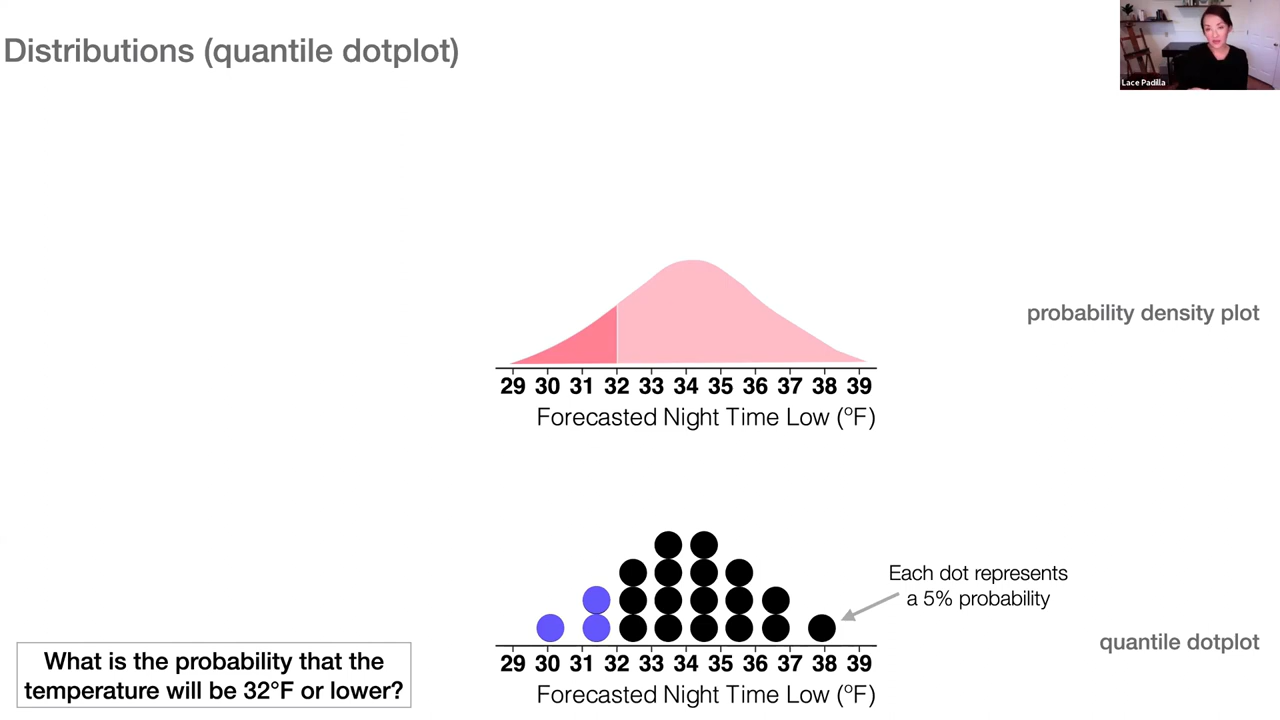 Distributions (quantile dotplot)
Lace Padilla
probability density plot
29 30 31 32 33 34 35 36 37 38 39
Forecasted Night Time Low (°F)
Each dot represents
a 5% probability
quantile dotplot
What is the probability that the
temperature will be 32°F or lower?
29 30 31 32 33 34 35 36 37 38 39
Forecasted Night Time Low (°F)